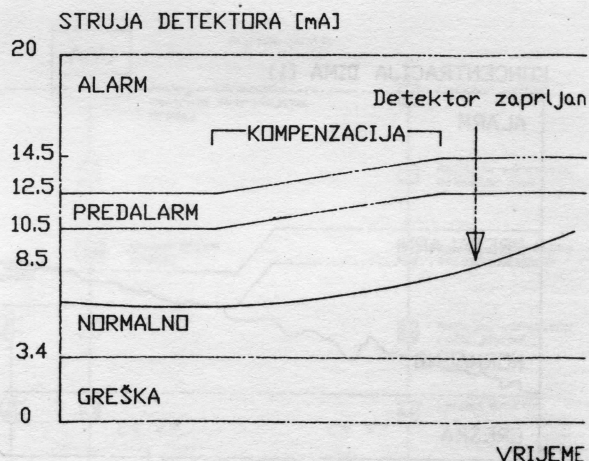 STRUJA DETEKTORA [mA]
20
ALARM
Detektor zaprljan
KOMPENZACIJA
14.5
12.5
PREDALARM
10.5
8.5
NORMALNO
3.4
GREŠKA
0
VRIJEME